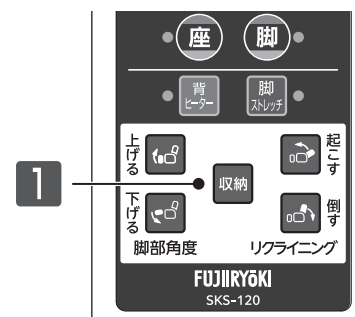 座 脚
背
ヒーター
脚
ストレッチ
上げる
起こす
1
収納
下げる
倒す
脚部角度 リクライニング
FUJIIRYOKI
SKS-120